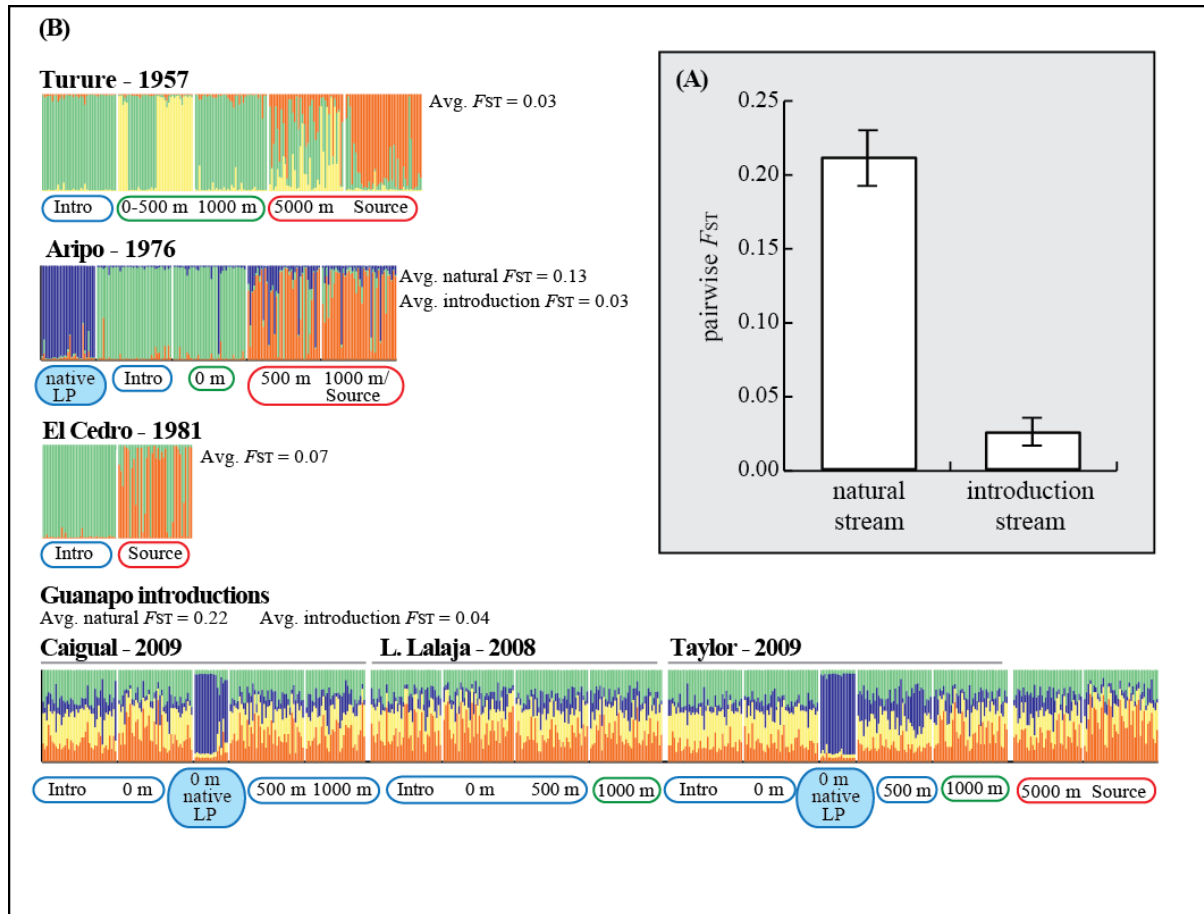 (B)
Turure - 1957
Avg. FST = 0.03
Intro 0-500 m 1000 m 5000 m Source
Aripo - 1976
Avg. natural FST = 0.13
Avg. introduction FST = 0.03
native LP Intro 0 m 500 m 1000 m/ Source
El Cedro - 1981
Avg. FST = 0.07
Intro Source
Guanapo introductions
Avg. natural FST = 0.22 Avg. introduction FST = 0.04
Caigual - 2009 L. Lalaja - 2008 Taylor - 2009
Intro 0 m 0 m native LP 500 m 1000 m Intro 0 m 500 m 1000 m Intro 0 m 0 m native LP 500 m 1000 m 5000 m Source
(A)
pairwise FST
0.25
0.20
0.15
0.10
0.05
0.00
natural stream
introduction stream